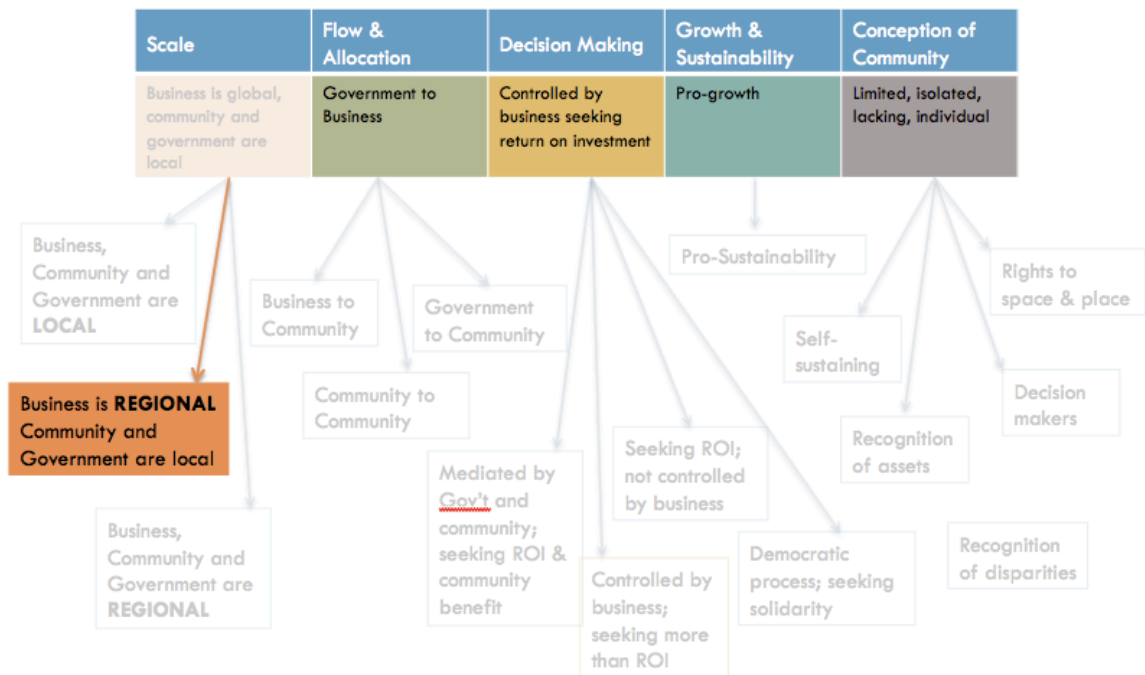 Scale
Flow &
Allocation
Decision Making
Growth &
Sustainability
Conception of
Community
Business is global,
community and
government are
local
Government to
Business
Controlled by
business seeking
return on investment
Pro-growth
Limited, isolated,
lacking, individual
Business,
Community and
Government are
LOCAL
Business is REGIONAL
Community and
Government are local
Business,
Community and
Government are
REGIONAL
Business to
Community
Government
to Community
Community to
Community
Mediated by
Gov't and
community;
seeking ROI &
community
benefit
Controlled by
business;
seeking more
than ROI
Seeking ROI;
not controlled
by business
Democratic
process; seeking
solidarity
Pro-Sustainability
Self-
sustaining
Recognition
of assets
Rights to
space & place
Decision
makers
Recognition
of disparities